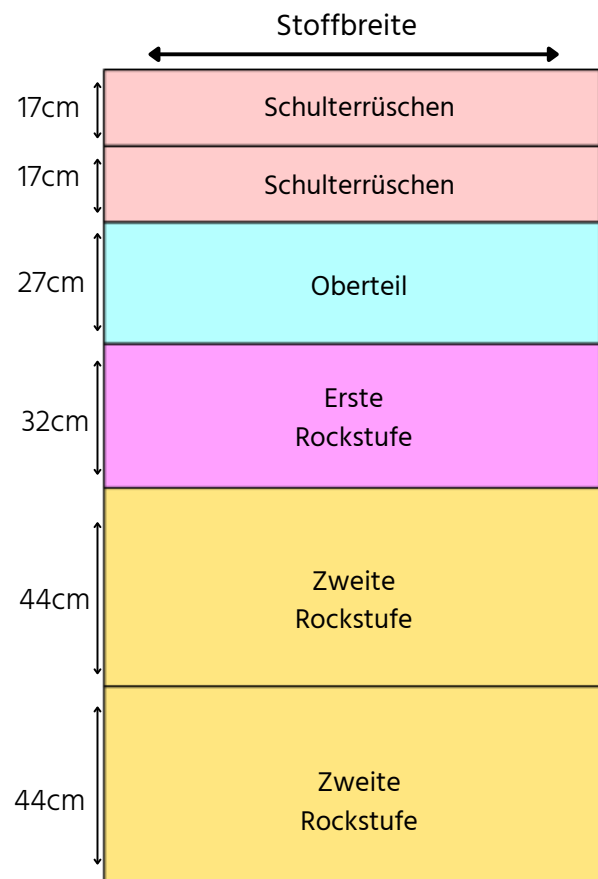 Stoffbreite
17cm
Schulterrüschen
17cm
Schulterrüschen
27cm
Oberteil
32cm
Erste
Rockstufe
44cm
Zweite
Rockstufe
44cm
Zweite
Rockstufe